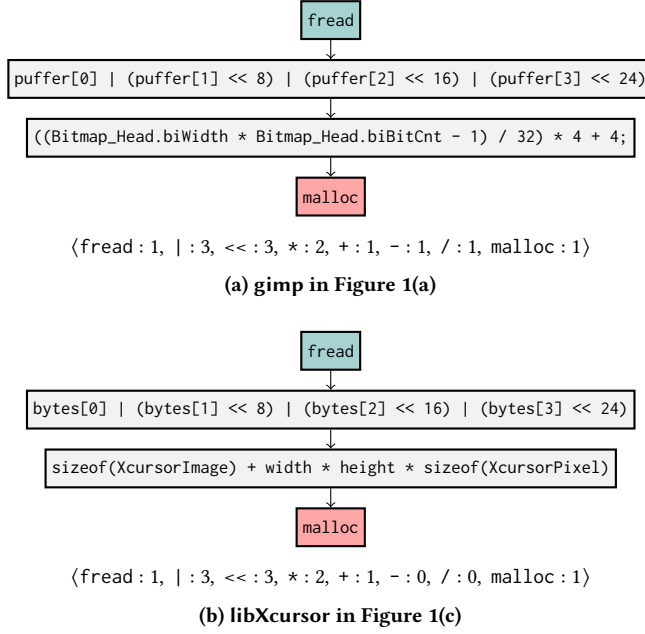 fread
puffer[0] | (puffer[1] << 8) | (puffer[2] << 16) | (puffer[3] << 24)
((Bitmap_Head.biWidth * Bitmap_Head.biBitCnt - 1) / 32) * 4 + 4;
malloc
⟨fread : 1, | : 3, << : 3, * : 2, + : 1, - : 1, / : 1, malloc : 1⟩
(a) gimp in Figure 1(a)
fread
bytes[0] | (bytes[1] << 8) | (bytes[2] << 16) | (bytes[3] << 24)
sizeof(XcursorImage) + width * height * sizeof(XcursorPixel)
malloc
⟨fread : 1, | : 3, << : 3, * : 2, + : 1, - : 0, / : 0, malloc : 1⟩
(b) libXcursor in Figure 1(c)